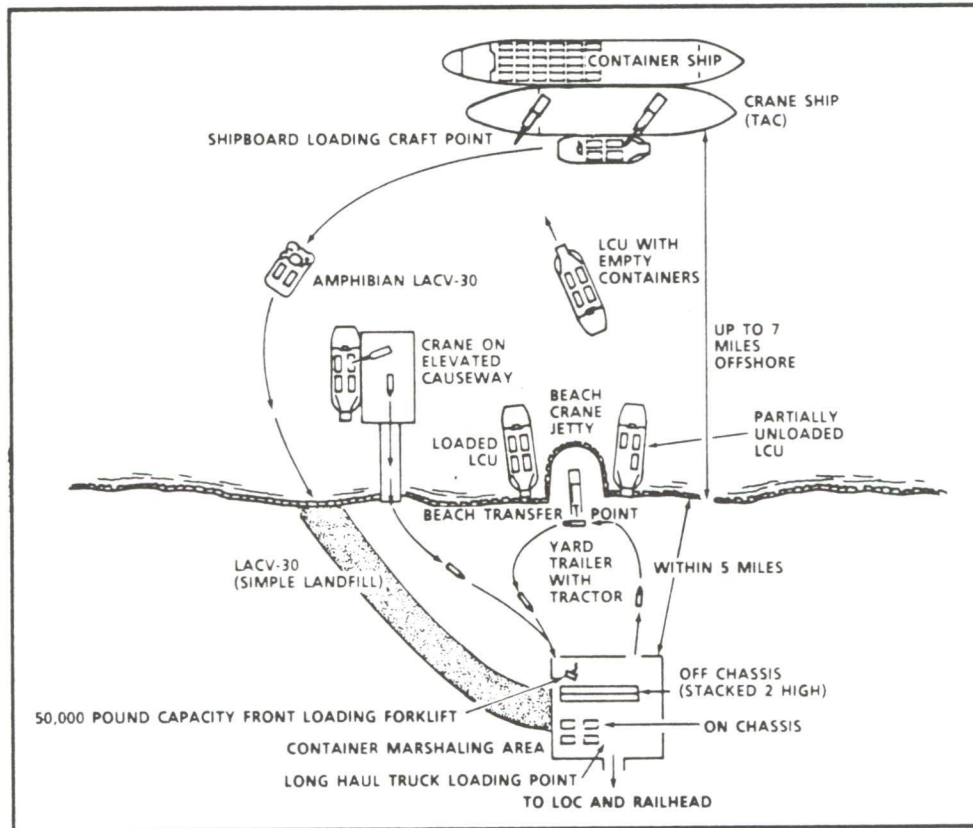 CONTAINER SHIP
CRANE SHIP
(TAC)
SHIPBOARD LOADING CRAFT POINT
LCU WITH
EMPTY
CONTAINERS
AMPHIBIAN LACV-30
UP TO 7
MILES
OFFSHORE
CRANE ON
ELEVATED
CAUSEWAY
BEACH
CRANE
JETTY
LOADED
LCU
PARTIALLY
UNLOADED
LCU
BEACH TRANSFER POINT
LACV-30
(SIMPLE LANDFILL)
YARD
TRAILER
WITH
TRACTOR
WITHIN 5 MILES
OFF CHASSIS
(STACKED 2 HIGH)
50,000 POUND CAPACITY FRONT LOADING FORKLIFT
ON CHASSIS
CONTAINER MARSHALING AREA
LONG HAUL TRUCK LOADING POINT
TO LOC AND RAILHEAD